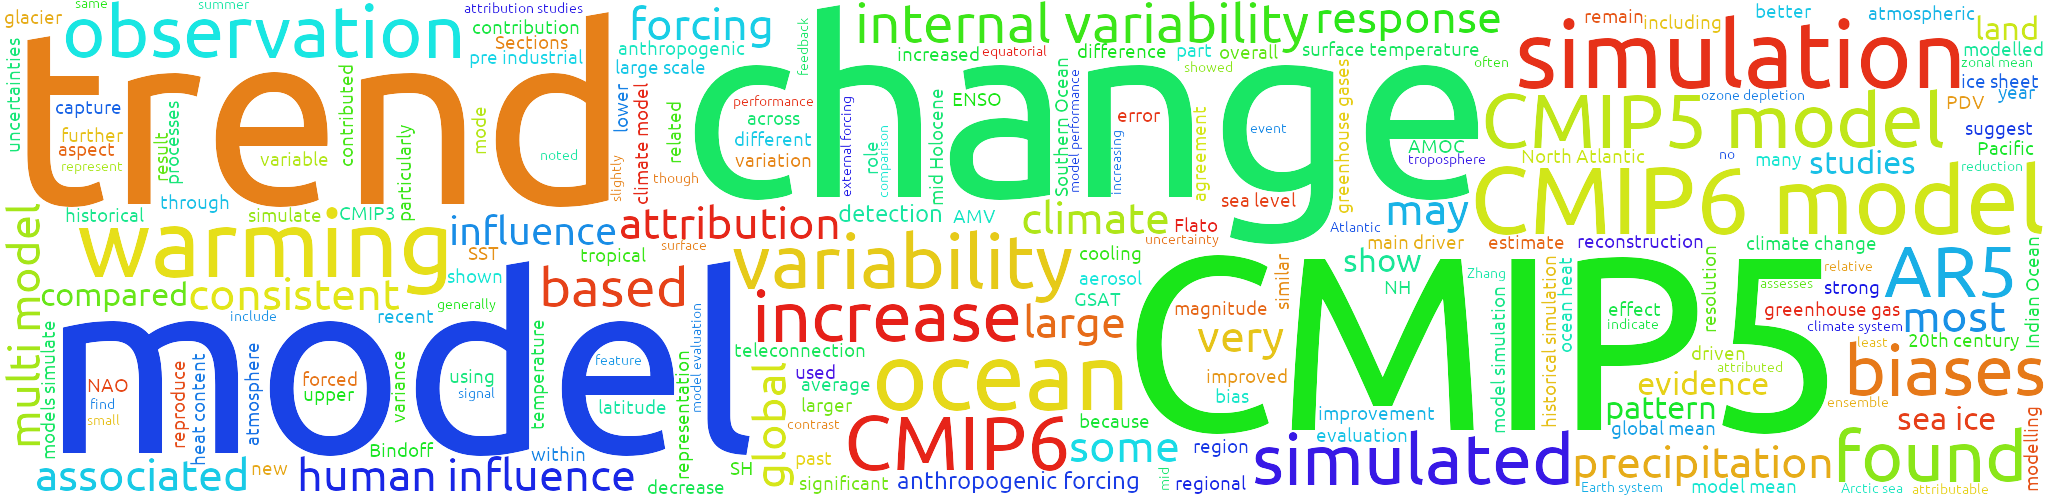 glacier
same
summer
attribution studies
observation
contribution
Sections
pre industrial
forcing
anthropogenic
large scale
internal variability
response
increased
equatorial
difference
part
overall
surface temperature
feedback
showed
often
remain
including
better
atmospheric
land
modelled
zonal mean
ice sheet
simulation
uncertainties
trend
change
capture
further
aspect
represent
result
processes
variable
contributed
particularly
mode
noted
slightly
lower
climate model
though
related
performance
across
different
variation
external forcing
role
comparison
mid Holocene
ENSO
Southern Ocean
model performance
increasing
error
agreement
event
greenhouse gases
AMOC
troposphere
CMIP5 model
ozone depletion
PDV
year
suggest
Pacific
North Atlantic
no
many
studies
reduction
CMIP6 model
through
historical
simulate
CMIP3
influence
attribution
detection
AMV
climate
Flato
sea level
Atlantic
may
multi model
warming
SST
shown
tropical
surface
variability
cooling
uncertainty
main driver
estimate
reconstruction
climate change
relative
Indian Ocean
compared
consistent
generally
based
aerosol
GSAT
magnitude
similar
show
NH
Zhang
assesses
strong
AR5
include
recent
increase
large
very
model simulation
historical simulation
ocean heat
effect
indicate
resolution
greenhouse gas
climate system
most
20th century
least
models simulate
model
CMIP5
NAO
find
small
reproduce
heat content
atmosphere
forced
upper
variance
using
signal
temperature
feature
latitude
representation
model evaluation
teleconnection
global
used
average
larger
contrast
ocean
improved
bias
improvement
evaluation
driven
attributed
evidence
pattern
global mean
biases
ensemble
sea ice
modelling
Bindoff
within
SH
past
significant
CMIP6
because
some
region
mid
regional
simulated
precipitation
found
associated
new
human influence
decrease
anthropogenic forcing
Earth system
model mean
Arctic sea
attributable